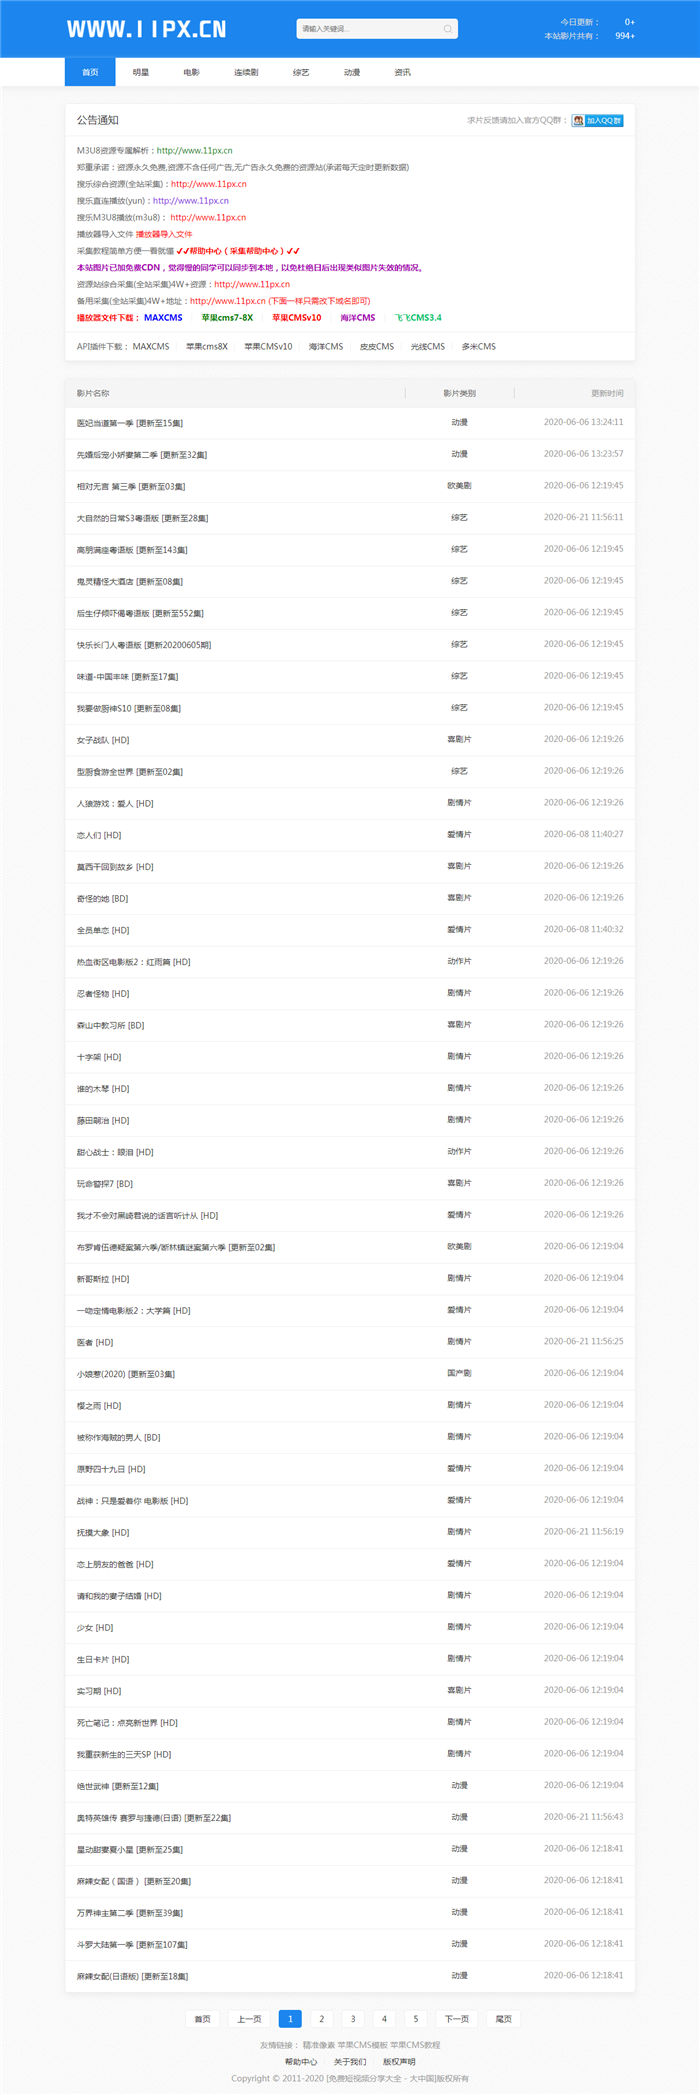 WWW.11PX.CN
请输入关键词...
今日更新： 0+
本站影片共有： 994+
首页 明星 电影 连续剧 综艺 动漫 资讯
公告通知 求片反馈请加入官方QQ群： 加入QQ群
M3U8资源专属解析：http://www.11px.cn
郑重承诺：资源永久免费,资源不含任何广告,无广告永久免费的资源站(承诺每天定时更新数据)
搜乐综合资源(全站采集)：http://www.11px.cn
搜乐直连播放(yun)：http://www.11px.cn
搜乐M3U8播放(m3u8)： http://www.11px.cn
播放器导入文件 播放器导入文件
采集教程简单方便一看就懂 ✔✔帮助中心（采集帮助中心）✔✔
本站图片已加免费CDN，觉得慢的同学可以同步到本地，以免杜绝日后出现类似图片失效的情况。
资源站综合采集(全站采集)4W+资源：http://www.11px.cn
备用采集(全站采集)4W+地址：http://www.11px.cn (下面一样只需改下域名即可)
播放器文件下载： MAXCMS 苹果cms7-8X 苹果CMSv10 海洋CMS 飞飞CMS3.4
API插件下载： MAXCMS 苹果cms8X 苹果CMSv10 海洋CMS 皮皮CMS 光线CMS 多米CMS
影片名称 影片类别 更新时间
医妃当道第一季 [更新至15集] 动漫 2020-06-06 13:24:11
先婚后宠小娇妻第二季 [更新至32集] 动漫 2020-06-06 13:23:57
相对无言 第三季 [更新至03集] 欧美剧 2020-06-06 12:19:45
大自然的日常S3粤语版 [更新至28集] 综艺 2020-06-21 11:56:11
高朋满座粤语版 [更新至143集] 综艺 2020-06-06 12:19:45
鬼灵精怪大酒店 [更新至08集] 综艺 2020-06-06 12:19:45
后生仔倾吓偈粤语版 [更新至552集] 综艺 2020-06-06 12:19:45
快乐长门人粤语版 [更新20200605期] 综艺 2020-06-06 12:19:45
味道-中国丰味 [更新至17集] 综艺 2020-06-06 12:19:45
我要做厨神S10 [更新至08集] 综艺 2020-06-06 12:19:45
女子战队 [HD] 喜剧片 2020-06-06 12:19:26
型厨食游全世界 [更新至02集] 综艺 2020-06-06 12:19:26
人狼游戏：爱人 [HD] 剧情片 2020-06-06 12:19:26
恋人们 [HD] 爱情片 2020-06-08 11:40:27
莫西干回到故乡 [HD] 喜剧片 2020-06-06 12:19:26
奇怪的她 [BD] 喜剧片 2020-06-06 12:19:26
全员单恋 [HD] 爱情片 2020-06-08 11:40:32
热血街区电影版2：红雨篇 [HD] 动作片 2020-06-06 12:19:26
忍者怪物 [HD] 剧情片 2020-06-06 12:19:26
森山中教习所 [BD] 喜剧片 2020-06-06 12:19:26
十字架 [HD] 剧情片 2020-06-06 12:19:26
谁的木琴 [HD] 剧情片 2020-06-06 12:19:26
藤田嗣治 [HD] 剧情片 2020-06-06 12:19:26
甜心战士：眼泪 [HD] 动作片 2020-06-06 12:19:26
玩命警探7 [BD] 喜剧片 2020-06-06 12:19:26
我才不会对黑崎君说的话言听计从 [HD] 爱情片 2020-06-06 12:19:26
布罗肯伍德疑案第六季/断林镇谜案第六季 [更新至02集] 欧美剧 2020-06-06 12:19:04
新哥斯拉 [HD] 剧情片 2020-06-06 12:19:04
一吻定情电影版2：大学篇 [HD] 爱情片 2020-06-06 12:19:04
医者 [HD] 剧情片 2020-06-21 11:56:25
小娘惹(2020) [更新至03集] 国产剧 2020-06-06 12:19:04
樱之雨 [HD] 剧情片 2020-06-06 12:19:04
被称作海贼的男人 [BD] 剧情片 2020-06-06 12:19:04
原野四十九日 [HD] 爱情片 2020-06-06 12:19:04
战神：只是爱着你 电影版 [HD] 爱情片 2020-06-06 12:19:04
抚摸大象 [HD] 剧情片 2020-06-21 11:56:19
恋上朋友的爸爸 [HD] 爱情片 2020-06-06 12:19:04
请和我的妻子结婚 [HD] 剧情片 2020-06-06 12:19:04
少女 [HD] 剧情片 2020-06-06 12:19:04
生日卡片 [HD] 剧情片 2020-06-06 12:19:04
实习期 [HD] 喜剧片 2020-06-06 12:19:04
死亡笔记：点亮新世界 [HD] 剧情片 2020-06-06 12:19:04
我重获新生的三天SP [HD] 剧情片 2020-06-06 12:19:04
绝世武神 [更新至12集] 动漫 2020-06-06 12:19:04
奥特英雄传 赛罗与捷德(日语) [更新至22集] 动漫 2020-06-21 11:56:43
星动甜妻夏小星 [更新至25集] 动漫 2020-06-06 12:18:41
麻辣女配（国语） [更新至20集] 动漫 2020-06-06 12:18:41
万界神主第二季 [更新至39集] 动漫 2020-06-06 12:18:41
斗罗大陆第一季 [更新至107集] 动漫 2020-06-06 12:18:41
麻辣女配(日语版) [更新至18集] 动漫 2020-06-06 12:18:41
首页 上一页 1 2 3 4 5 下一页 尾页
友情链接： 精准像素 苹果CMS模板 苹果CMS教程
帮助中心 关于我们 版权声明
Copyright © 2011-2020 [免费短视频分享大全 - 大中国]版权所有